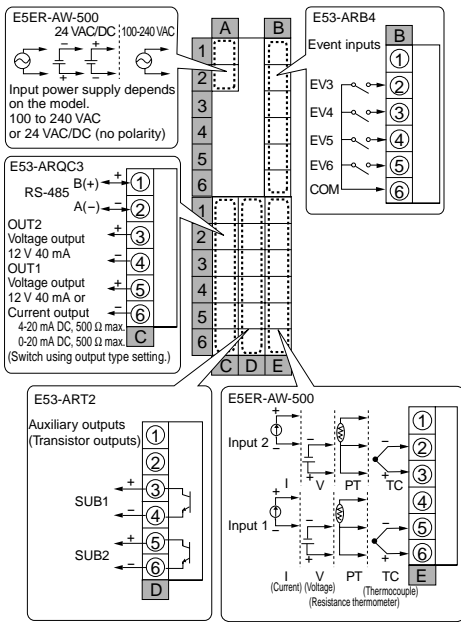 E5ER-AW-500
24 VAC/DC 100-240 VAC
+ − + −
− + − +
Input power supply depends
on the model.
100 to 240 VAC
or 24 VAC/DC (no polarity)
A B
1
2
3
4
5
6
1
2
3
4
5
6
C D E
E53-ARB4
Event inputs
B
1
EV3 2
EV4 3
EV5 4
EV6 5
COM 6
E53-ARQC3
RS-485
B(+) + 1
A(−) − 2
OUT2
Voltage output
12 V 40 mA
+ 3
− 4
OUT1
Voltage output
12 V 40 mA or
Current output
+ 5
− 6
4-20 mA DC, 500 Ω max.
0-20 mA DC, 500 Ω max.
C
(Switch using output type setting.)
E53-ART2
Auxiliary outputs
(Transistor outputs)
1
2
SUB1
+ 3
− 4
SUB2
+ 5
− 6
D
E5ER-AW-500
1
2
3
4
5
6
E
Input 2
+ − − +
− +
I V PT TC
Input 1
+ − − +
− +
I V PT TC
(Current) (Voltage) (Thermocouple)
(Resistance thermometer)